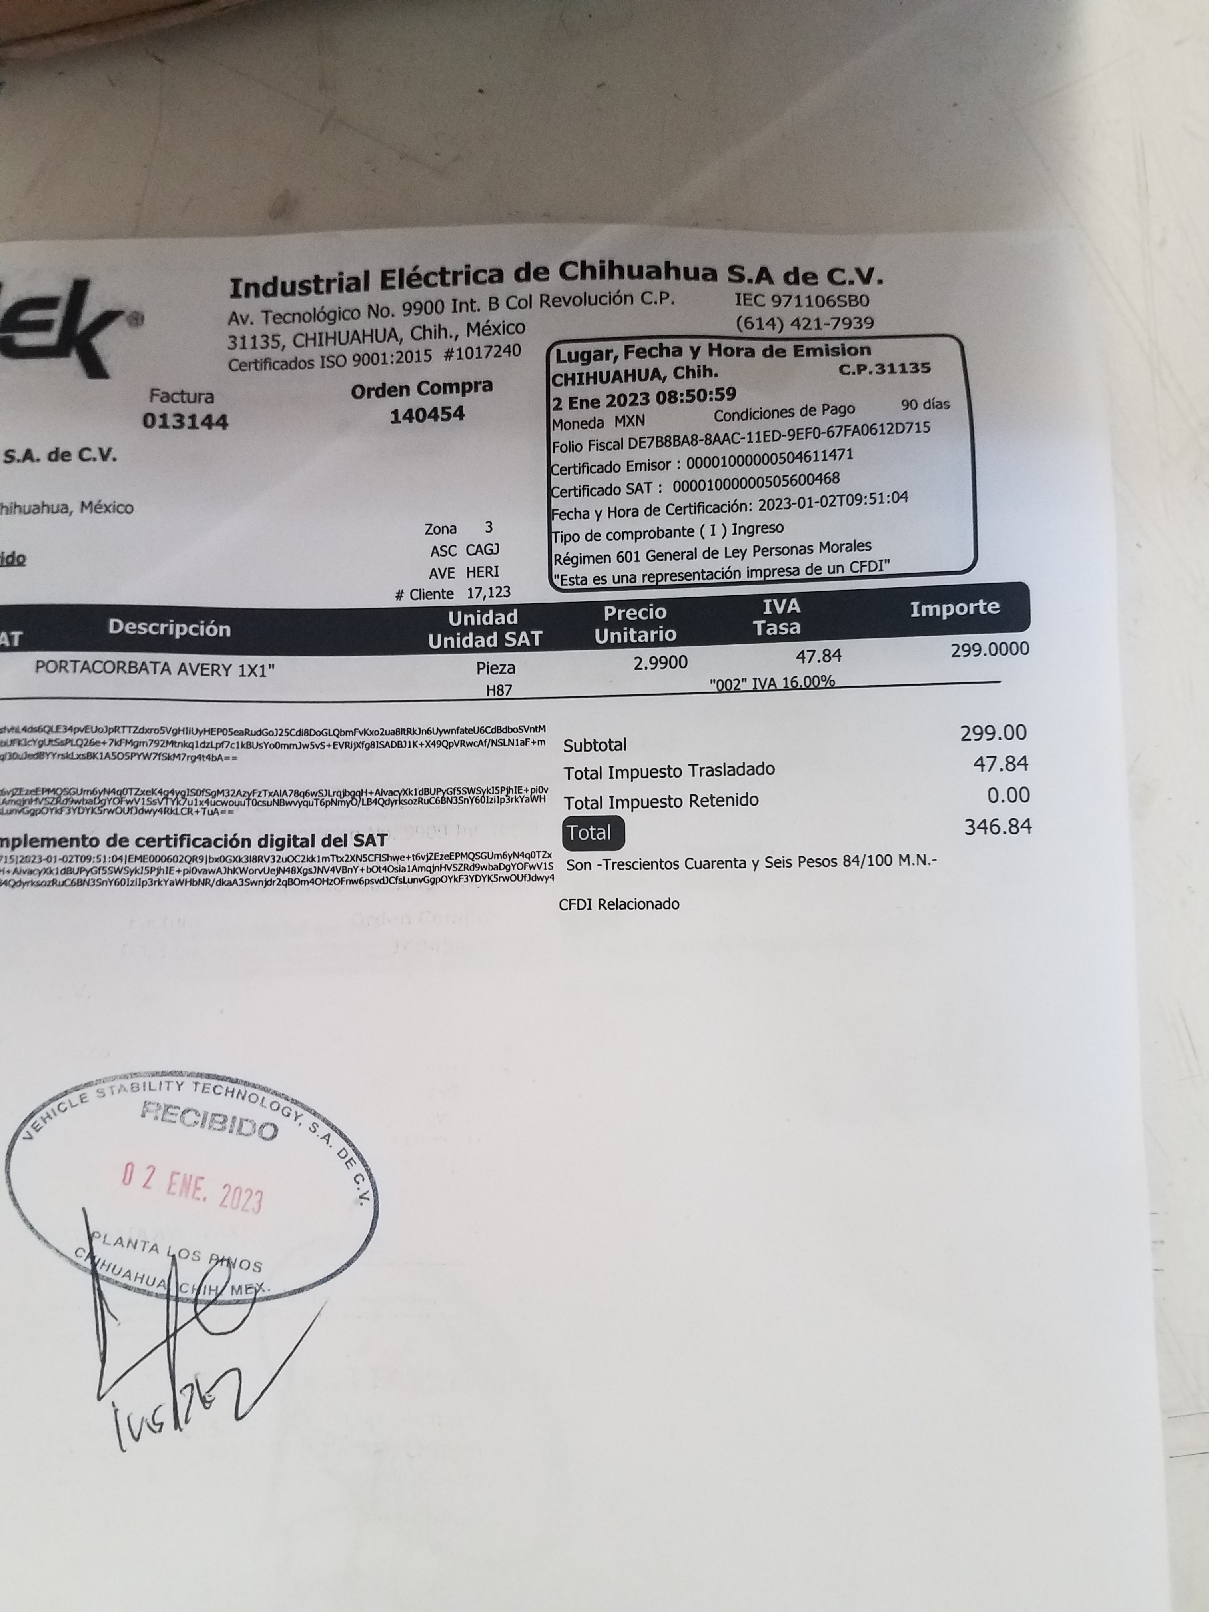 Ek®
Industrial Eléctrica de Chihuahua S.A de C.V.
Av. Tecnológico No. 9900 Int. B Col Revolución C.P.
31135, CHIHUAHUA, Chih., México
Certificados ISO 9001:2015 #1017240
IEC 971106SB0
(614) 421-7939
Factura
013144
Orden Compra
140454
Lugar, Fecha y Hora de Emision
CHIHUAHUA, Chih. C.P.31135
2 Ene 2023 08:50:59
Moneda MXN Condiciones de Pago 90 días
Folio Fiscal DE7B8BA8-8AAC-11ED-9EF0-67FA0612D715
Certificado Emisor : 00001000000504611471
Certificado SAT : 00001000000505600468
Fecha y Hora de Certificación: 2023-01-02T09:51:04
Tipo de comprobante ( I ) Ingreso
Régimen 601 General de Ley Personas Morales
"Esta es una representación impresa de un CFDI"
S.A. de C.V.
hihuahua, México
ido
Zona 3
ASC CAGJ
AVE HERI
# Cliente 17,123
AT Descripción Unidad Unidad SAT Precio Unitario IVA Tasa Importe
PORTACORBATA AVERY 1X1" Pieza 2.9900 47.84 299.0000
H87 "002" IVA 16.00%
Subtotal 299.00
Total Impuesto Trasladado 47.84
Total Impuesto Retenido 0.00
Total 346.84
Son -Trescientos Cuarenta y Seis Pesos 84/100 M.N.-
CFDI Relacionado
mplemento de certificación digital del SAT
VEHICLE STABILITY TECHNOLOGY, S.A. DE C.V.
RECIBIDO
02 ENE. 2023
PLANTA LOS PINOS
CHIHUAHUA, CHIH. MEX.